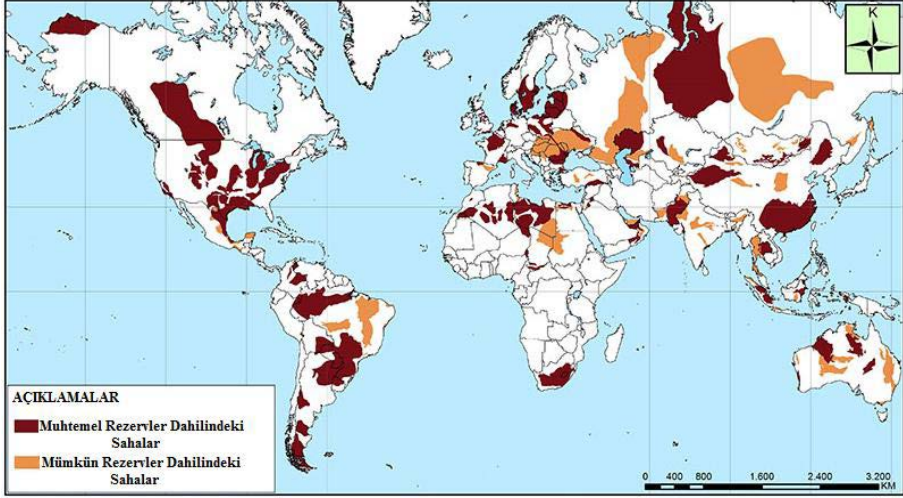 K
AÇIKLAMALAR
Muhtemel Rezervler Dahilindeki
Sahalar
Mümkün Rezervler Dahilindeki
Sahalar
0 400 800 1.600 2.400 3.200
KM